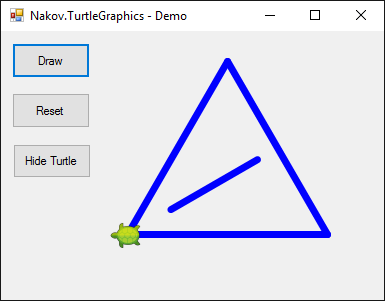 Nakov.TurtleGraphics - Demo
Draw
Reset
Hide Turtle